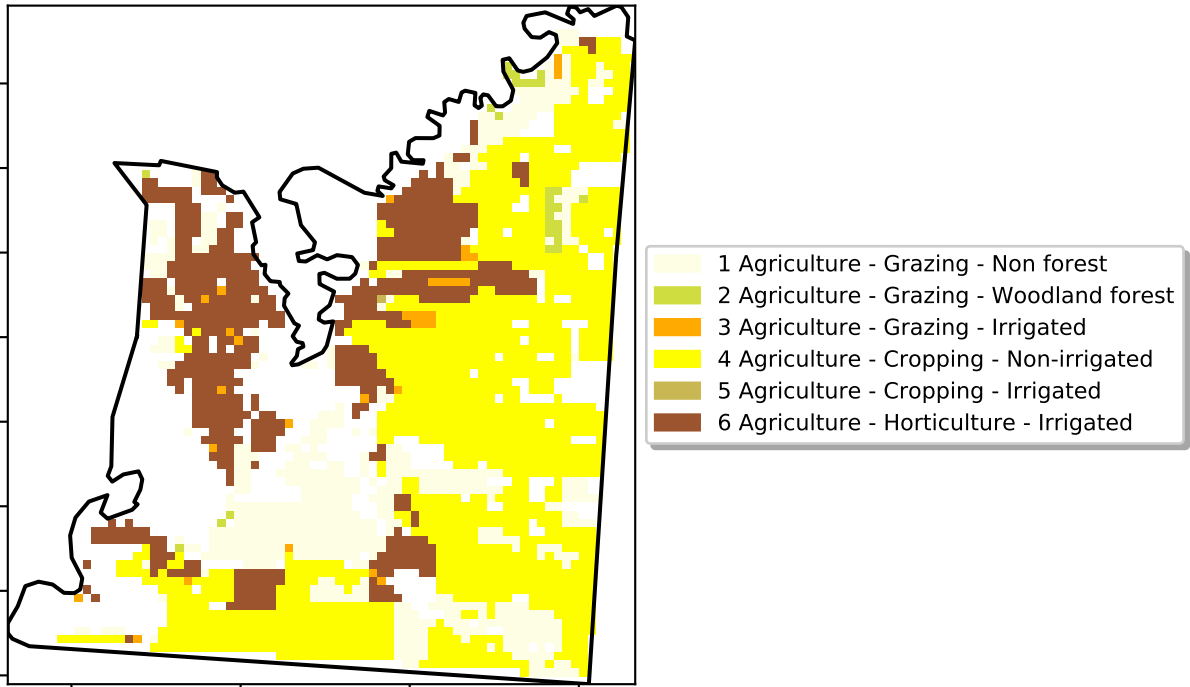 1 Agriculture - Grazing - Non forest
2 Agriculture - Grazing - Woodland forest
3 Agriculture - Grazing - Irrigated
4 Agriculture - Cropping - Non-irrigated
5 Agriculture - Cropping - Irrigated
6 Agriculture - Horticulture - Irrigated